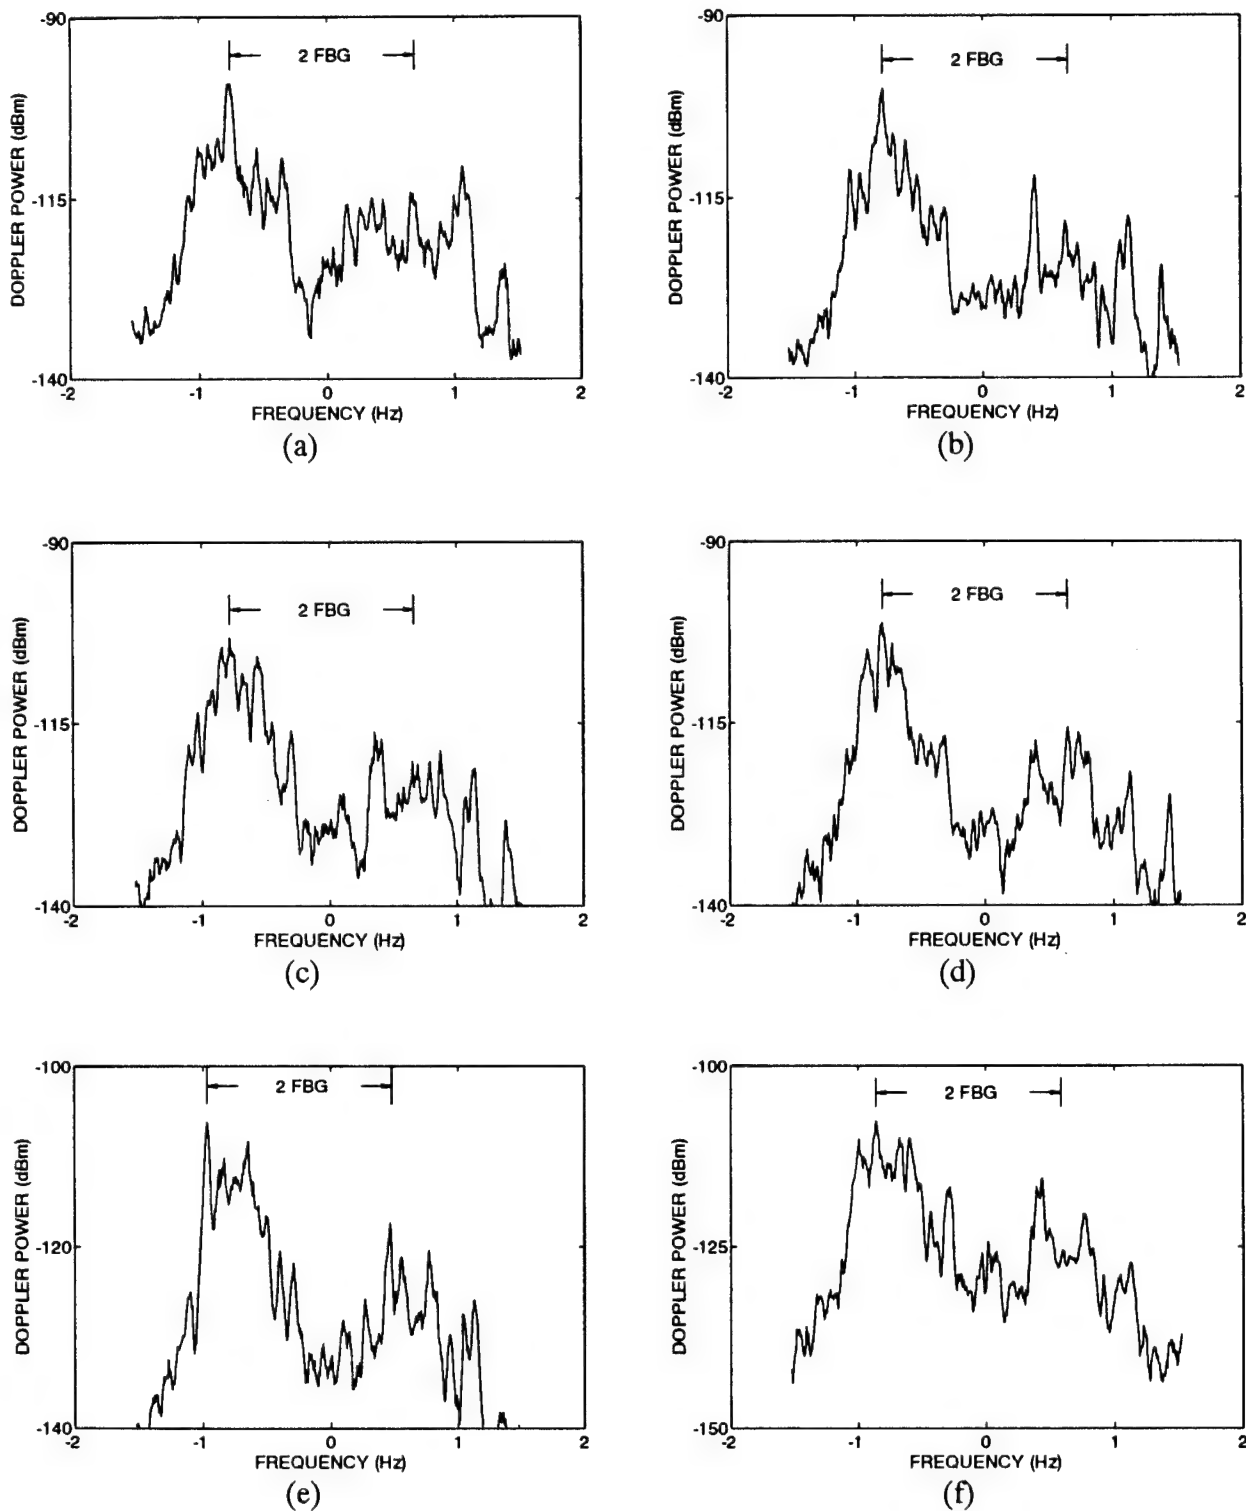 -90
2 FBG
DOPPLER POWER (dBm)
-115
-140
-2 -1 0 1 2
FREQUENCY (Hz)
(a)
-90
2 FBG
DOPPLER POWER (dBm)
-115
-140
-2 -1 0 1 2
FREQUENCY (Hz)
(b)
-90
2 FBG
DOPPLER POWER (dBm)
-115
-140
-2 -1 0 1 2
FREQUENCY (Hz)
(c)
-90
2 FBG
DOPPLER POWER (dBm)
-115
-140
-2 -1 0 1 2
FREQUENCY (Hz)
(d)
-100
2 FBG
DOPPLER POWER (dBm)
-120
-140
-2 -1 0 1 2
FREQUENCY (Hz)
(e)
-100
2 FBG
DOPPLER POWER (dBm)
-125
-150
-2 -1 0 1 2
FREQUENCY (Hz)
(f)